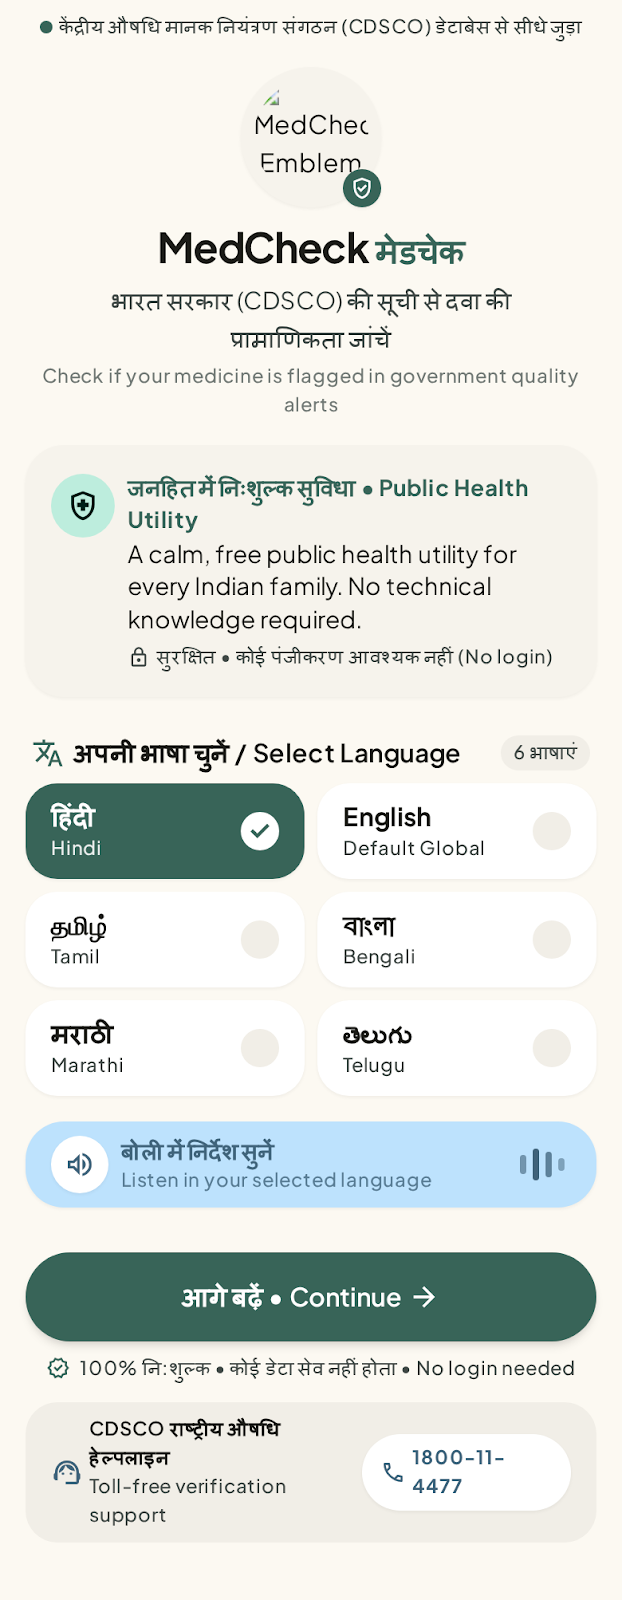 केंद्रीय औषधि मानक नियंत्रण संगठन (CDSCO) डेटाबेस से सीधे जुड़ा
MedChec
Emblem
MedCheck मेडचेक
भारत सरकार (CDSCO) की सूची से दवा की
प्रामाणिकता जांचें
Check if your medicine is flagged in government quality
alerts
जनहित में निःशुल्क सुविधा • Public Health
Utility
A calm, free public health utility for
every Indian family. No technical
knowledge required.
सुरक्षित • कोई पंजीकरण आवश्यक नहीं (No login)
अपनी भाषा चुनें / Select Language
6 भाषाएं
हिंदी
Hindi
English
Default Global
தமிழ்
Tamil
বাংলা
Bengali
मराठी
Marathi
తెలుగు
Telugu
बोली में निर्देश सुनें
Listen in your selected language
आगे बढ़ें • Continue →
100% नि:शुल्क • कोई डेटा सेव नहीं होता • No login needed
CDSCO राष्ट्रीय औषधि
हेल्पलाइन
Toll-free verification
support
1800-11-
4477